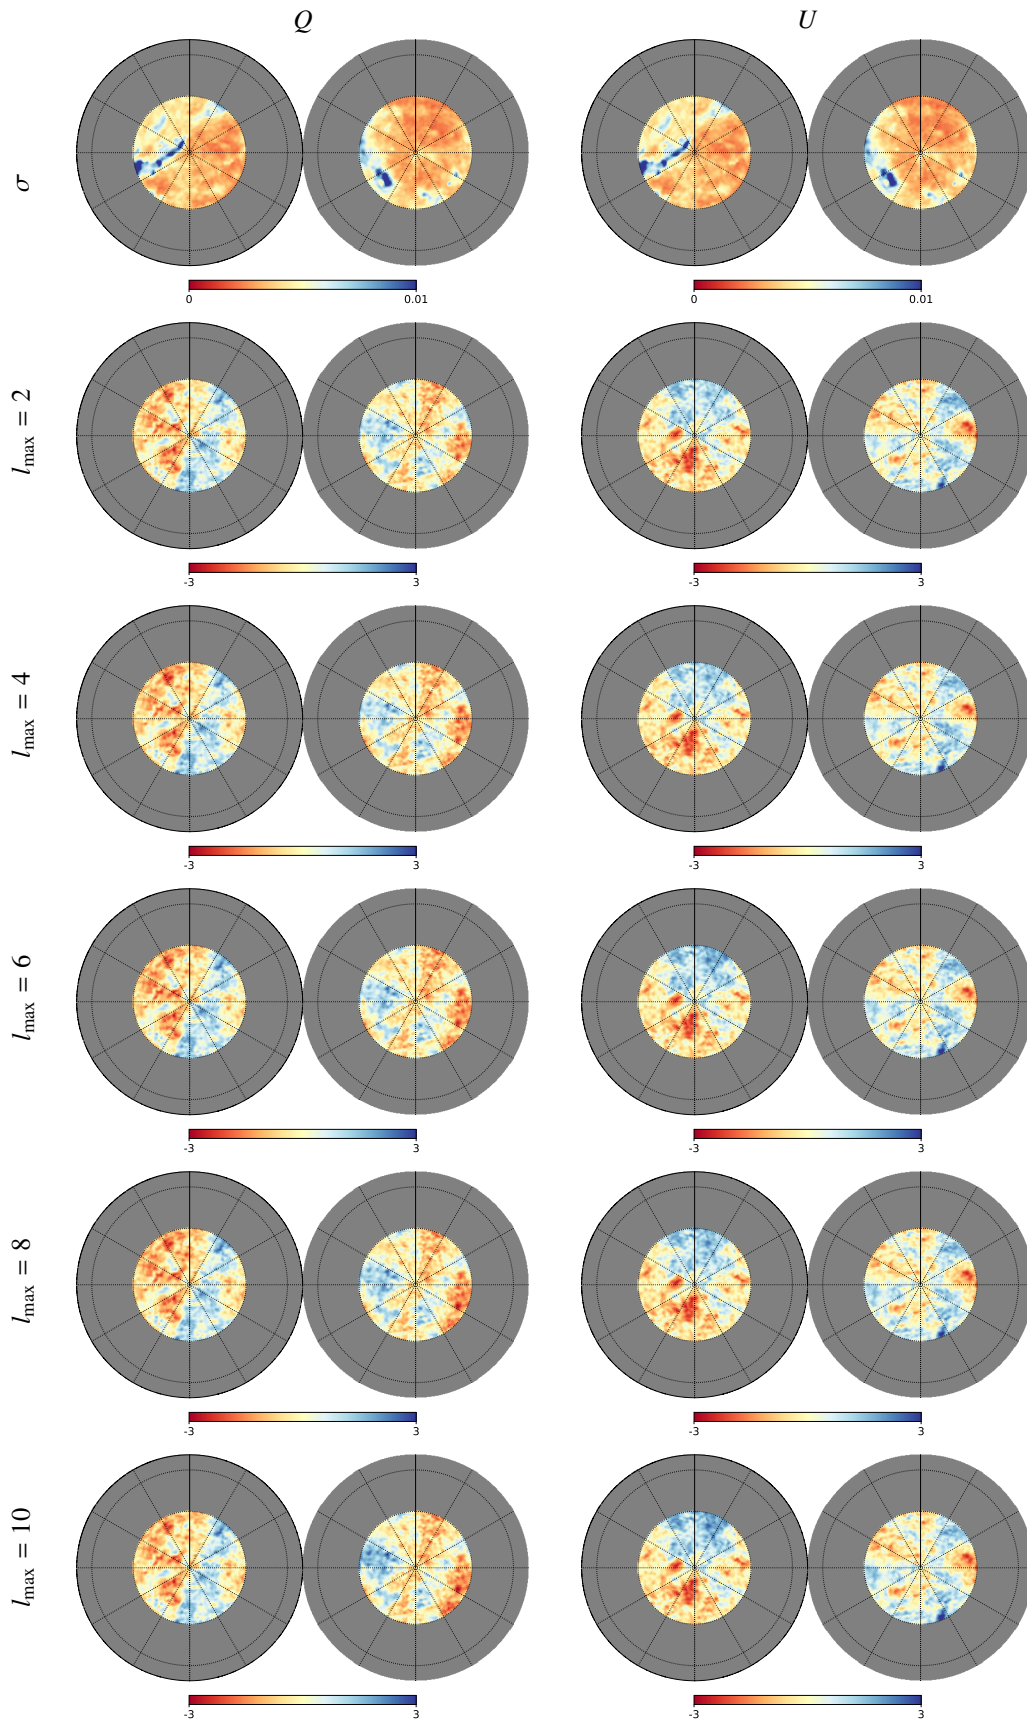 Q U
σ
0 0.01 0 0.01
l_max = 2
-3 3 -3 3
l_max = 4
-3 3 -3 3
l_max = 6
-3 3 -3 3
l_max = 8
-3 3 -3 3
l_max = 10
-3 3 -3 3